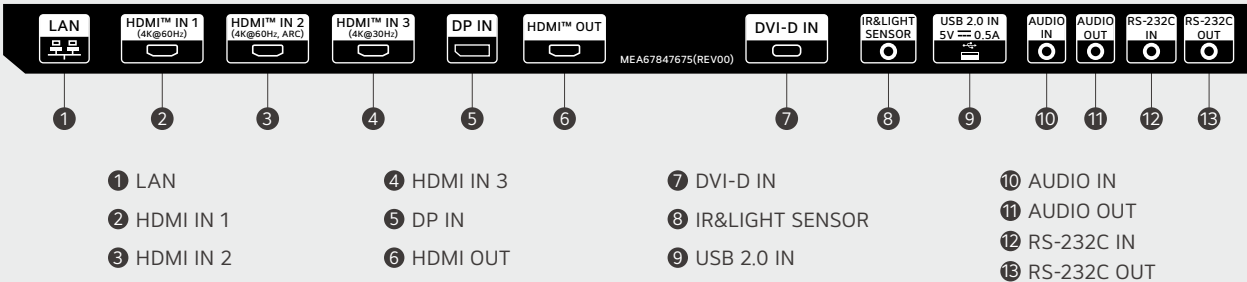 LAN
HDMI™ IN 1
(4K@60Hz)
HDMI™ IN 2
(4K@60Hz, ARC)
HDMI™ IN 3
(4K@30Hz)
DP IN
HDMI™ OUT
MEA67847675(REV00)
DVI-D IN
IR&LIGHT
SENSOR
USB 2.0 IN
5V ⎓ 0.5A
AUDIO
IN
AUDIO
OUT
RS-232C
IN
RS-232C
OUT
1 2 3 4 5 6 7 8 9 10 11 12 13
1 LAN
2 HDMI IN 1
3 HDMI IN 2
4 HDMI IN 3
5 DP IN
6 HDMI OUT
7 DVI-D IN
8 IR&LIGHT SENSOR
9 USB 2.0 IN
10 AUDIO IN
11 AUDIO OUT
12 RS-232C IN
13 RS-232C OUT